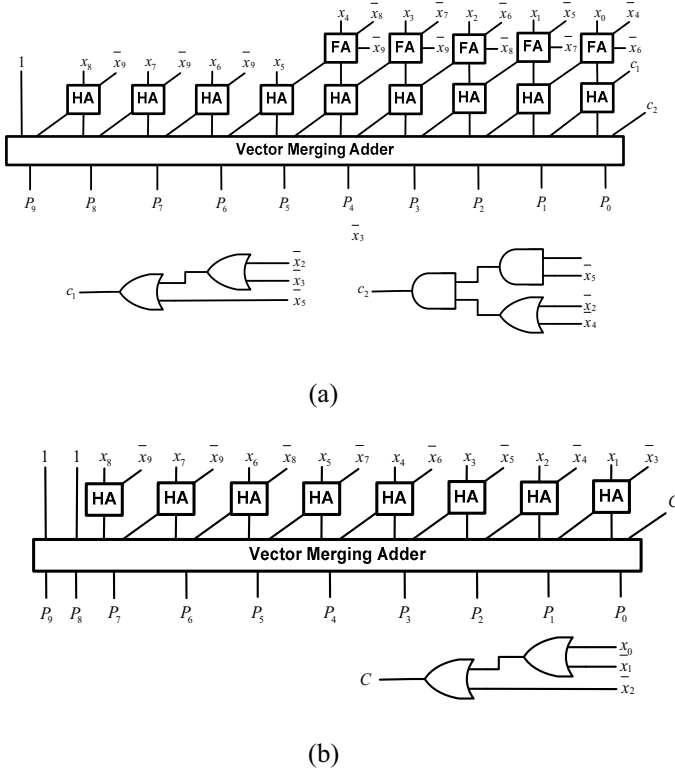 x̄₈ x̄₇ x̄₆ x̄₅ x̄₄
x₄ x₃ x₂ x₁ x₀
FA x̄₉ FA x̄₉ FA x̄₈ FA x̄₇ FA x̄₆
1 x₈ x̄₉ x₇ x̄₉ x₆ x̄₉ x₅ c₁
HA HA HA HA HA HA HA HA HA
c₂
Vector Merging Adder
P₉ P₈ P₇ P₆ P₅ P₄ P₃ P₂ P₁ P₀
x̄₃
c₁ x̄₂ x̄₃ x̄₅
c₂ x̄₅ x̄₂ x̄₄
(a)
1 1 x₈ x̄₉ x₇ x̄₉ x₆ x̄₈ x₅ x̄₇ x₄ x̄₆ x₃ x̄₅ x₂ x̄₄ x₁ x̄₃
HA HA HA HA HA HA HA HA
C
Vector Merging Adder
P₉ P₈ P₇ P₆ P₅ P₄ P₃ P₂ P₁ P₀
C x₀ x̄₁ x̄₂
(b)